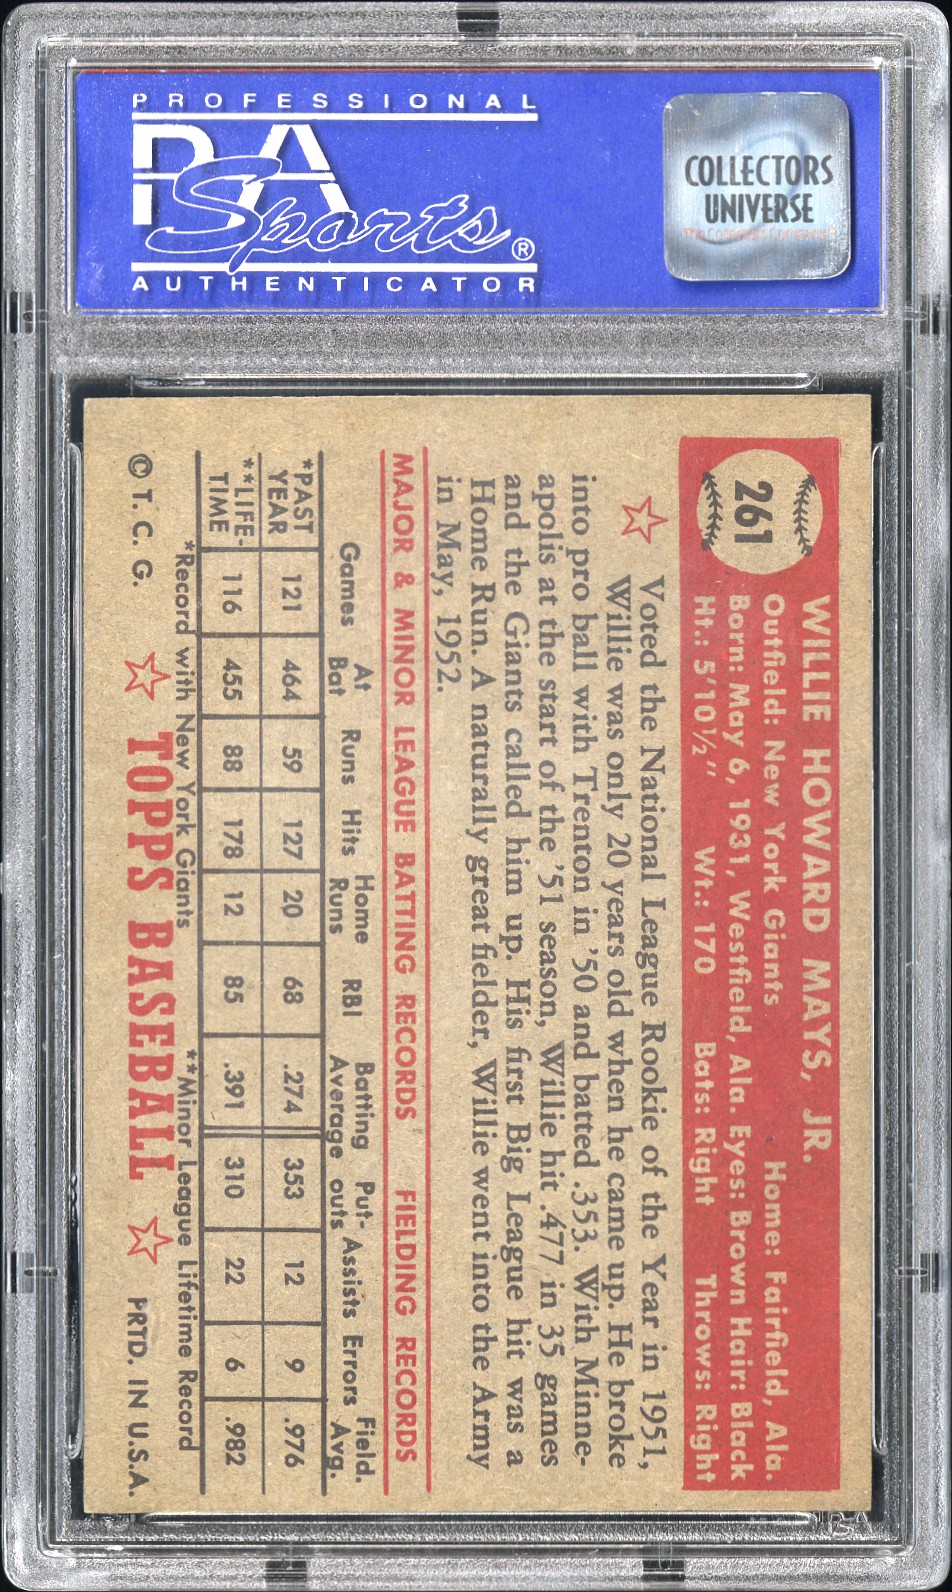 PROFESSIONAL
PSA
Sports®
AUTHENTICATOR
COLLECTORS
UNIVERSE
The Collectibles Company
261
WILLIE HOWARD MAYS, JR.
Outfield: New York Giants Home: Fairfield, Ala.
Born: May 6, 1931, Westfield, Ala. Eyes: Brown Hair: Black
Ht.: 5'10½" Wt.: 170 Bats: Right Throws: Right
Voted the National League Rookie of the Year in 1951,
Willie was only 20 years old when he came up. He broke
into pro ball with Trenton in '50 and batted .353. With Minne-
apolis at the start of the '51 season, Willie hit .477 in 35 games
and the Giants called him up. His first Big League hit was a
Home Run. A naturally great fielder, Willie went into the Army
in May, 1952.
MAJOR & MINOR LEAGUE BATTING RECORDS FIELDING RECORDS
Games At Bat Runs Hits Home Runs RBI Batting Average Put-outs Assists Errors Field. Avg.
*PAST YEAR 121 464 59 127 20 68 .274 353 12 9 .976
**LIFE-TIME 116 455 88 178 12 85 .391 310 22 6 .982
*Record with New York Giants **Minor League Lifetime Record
© T. C. G. TOPPS BASEBALL PRTD. IN U.S.A.